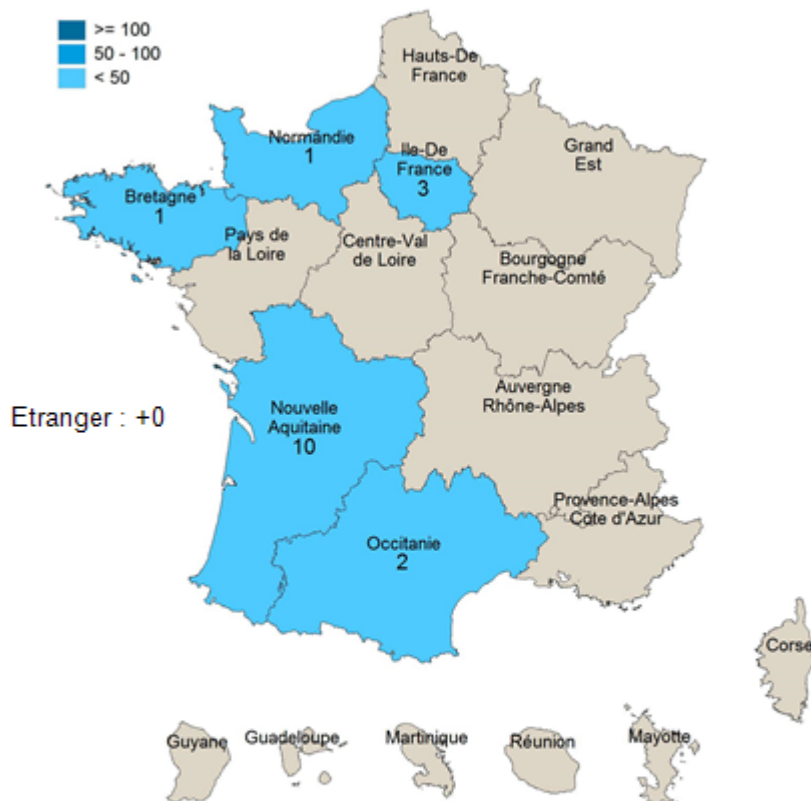 >= 100
50 - 100
< 50
Hauts-De
France
Normandie
1
Ile-De
France
3
Grand
Est
Bretagne
1
Pays de
la Loire
Centre-Val
de Loire
Bourgogne
Franche-Comté
Etranger : +0
Nouvelle
Aquitaine
10
Auvergne
Rhône-Alpes
Provence-Alpes
Côte d'Azur
Occitanie
2
Corse
Guyane
Guadeloupe
Martinique
Réunion
Mayotte